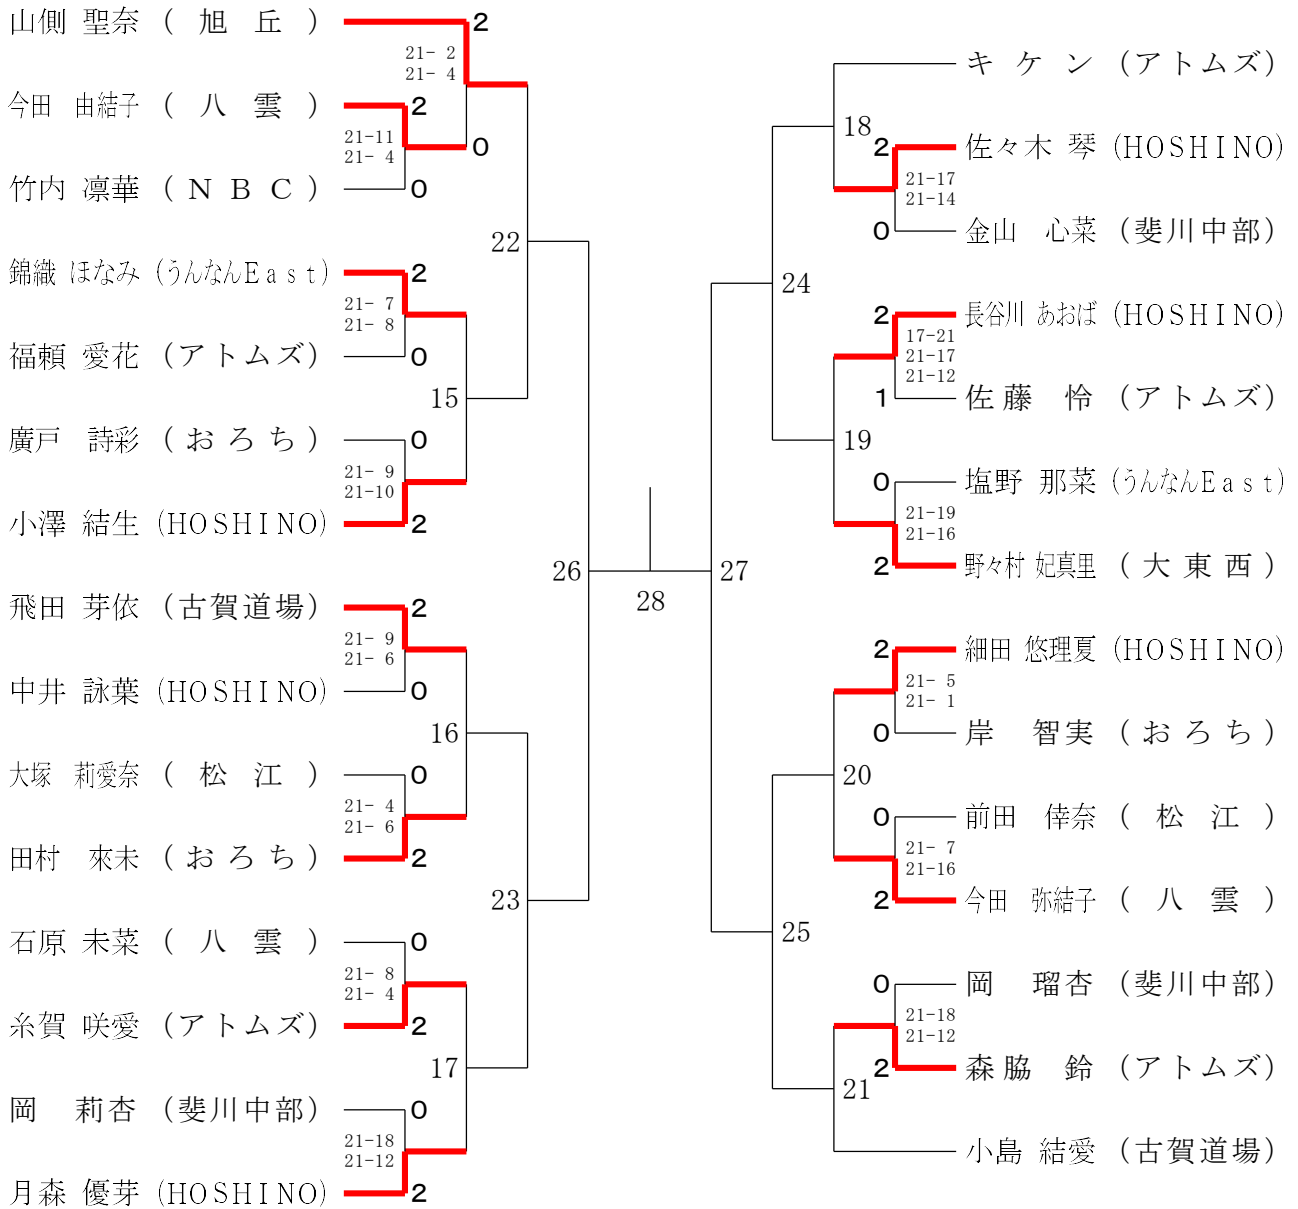 山側 聖奈 ( 旭 丘 ) 2
21- 2
21- 4
今田 由結子 ( 八 雲 ) 2
21-11
21- 4
0
竹内 凛華 ( N B C ) 0
22
錦織 ほなみ (うんなんEast) 2
21- 7
21- 8
福頼 愛花 (アトムズ) 0
15
廣戸 詩彩 ( おろち ) 0
21- 9
21-10
小澤 結生 (HOSHINO) 2
26
飛田 芽依 (古賀道場) 2
21- 9
21- 6
中井 詠葉 (HOSHINO) 0
16
大塚 莉愛奈 ( 松 江 ) 0
21- 4
21- 6
田村 來未 ( おろち ) 2
23
石原 未菜 ( 八 雲 ) 0
21- 8
21- 4
糸賀 咲愛 (アトムズ) 2
17
岡 莉杏 (斐川中部) 0
21-18
21-12
月森 優芽 (HOSHINO) 2
28
27
キ ケ ン (アトムズ)
18
2 佐々木 琴 (HOSHINO)
21-17
21-14
0 金山 心菜 (斐川中部)
24
2 長谷川 あおば (HOSHINO)
17-21
21-17
21-12
1 佐藤 怜 (アトムズ)
19
0 塩野 那菜 (うんなんEast)
21-19
21-16
2 野々村 妃真里 ( 大東西 )
2 細田 悠理夏 (HOSHINO)
21- 5
21- 1
0 岸 智実 ( おろち )
20
0 前田 倖奈 ( 松 江 )
21- 7
21-16
2 今田 弥結子 ( 八 雲 )
25
0 岡 瑠杏 (斐川中部)
21-18
21-12
2 森脇 鈴 (アトムズ)
21
小島 結愛 (古賀道場)